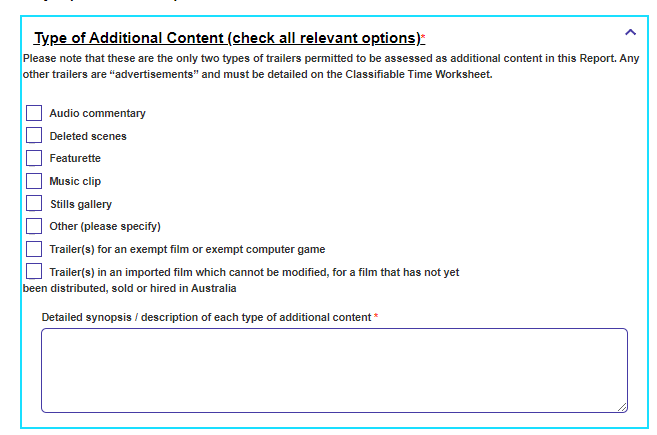 Type of Additional Content (check all relevant options)*
Please note that these are the only two types of trailers permitted to be assessed as additional content in this Report. Any
other trailers are “advertisements” and must be detailed on the Classifiable Time Worksheet.
Audio commentary
Deleted scenes
Featurette
Music clip
Stills gallery
Other (please specify)
Trailer(s) for an exempt film or exempt computer game
Trailer(s) in an imported film which cannot be modified, for a film that has not yet
been distributed, sold or hired in Australia
Detailed synopsis / description of each type of additional content *